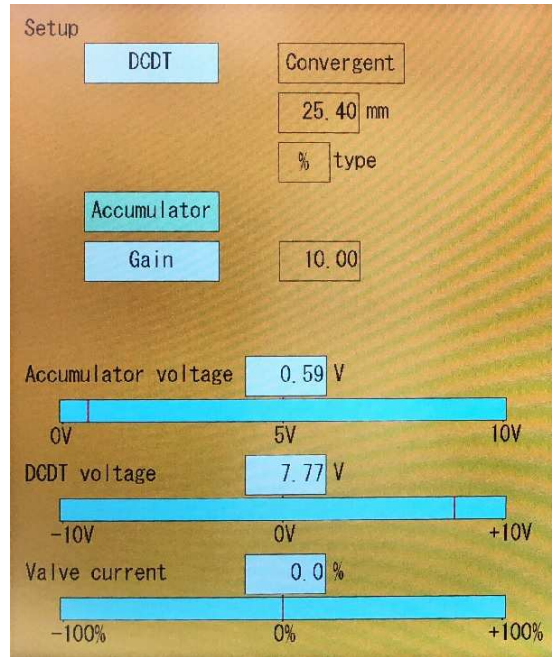 Setup
DCDT Convergent
25.40 mm
% type
Accumulator
Gain 10.00
Accumulator voltage 0.59 V
0V 5V 10V
DCDT voltage 7.77 V
-10V 0V +10V
Valve current 0.0 %
-100% 0% +100%